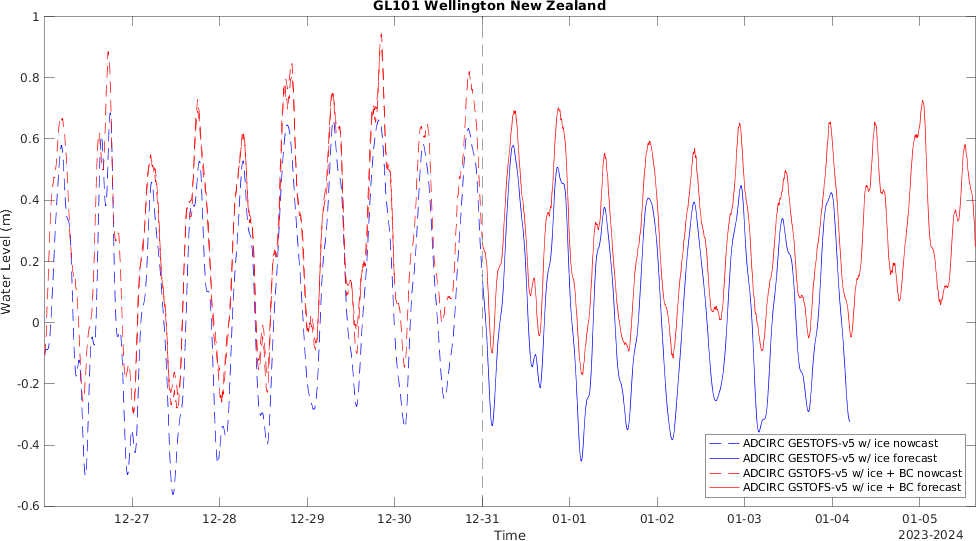 GL101 Wellington New Zealand
1
0.8
0.6
0.4
0.2
0
-0.2
-0.4
-0.6
Water Level (m)
12-27 12-28 12-29 12-30 12-31 01-01 01-02 01-03 01-04 01-05
Time
2023-2024
ADCIRC GESTOFS-v5 w/ ice nowcast
ADCIRC GESTOFS-v5 w/ ice forecast
ADCIRC GSTOFS-v5 w/ ice + BC nowcast
ADCIRC GSTOFS-v5 w/ ice + BC forecast